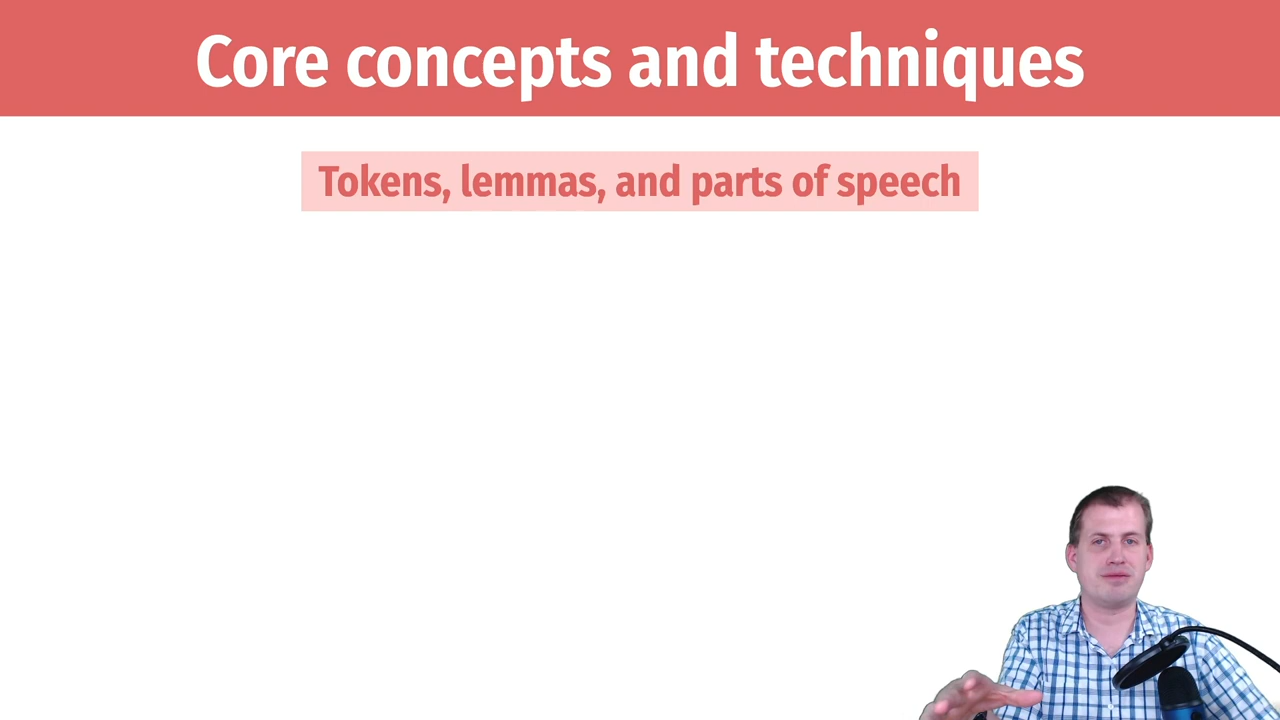 Core concepts and techniques
Tokens, lemmas, and parts of speech